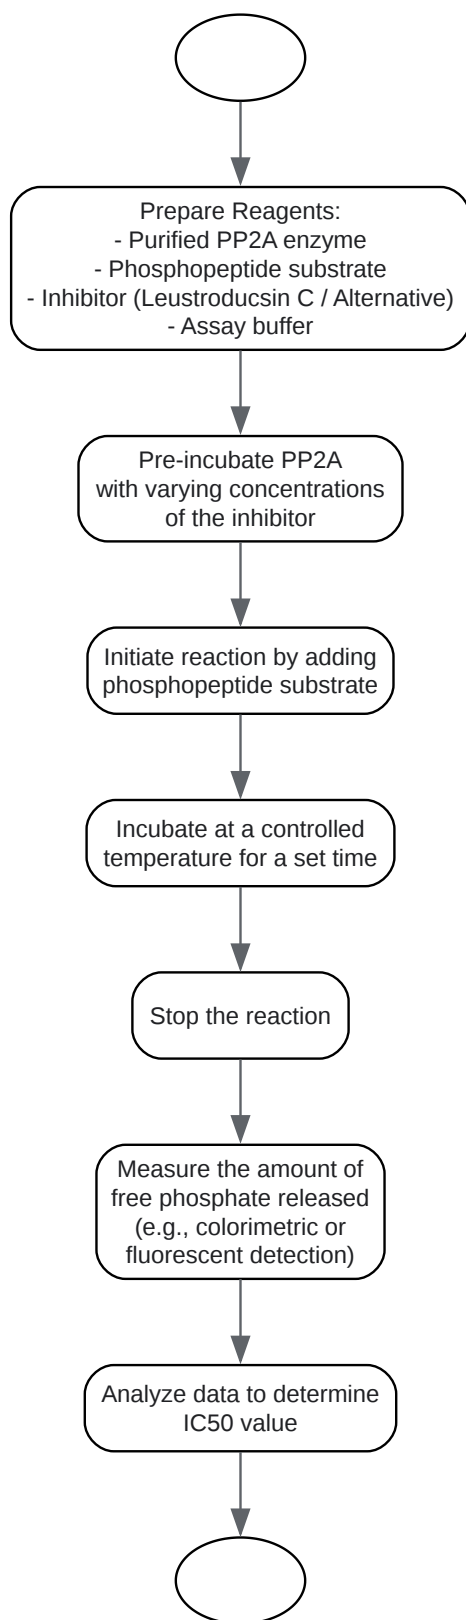 Prepare Reagents:
- Purified PP2A enzyme
- Phosphopeptide substrate
- Inhibitor (Leustroducsin C / Alternative)
- Assay buffer
Pre-incubate PP2A
with varying concentrations
of the inhibitor
Initiate reaction by adding
phosphopeptide substrate
Incubate at a controlled
temperature for a set time
Stop the reaction
Measure the amount of
free phosphate released
(e.g., colorimetric or
fluorescent detection)
Analyze data to determine
IC50 value